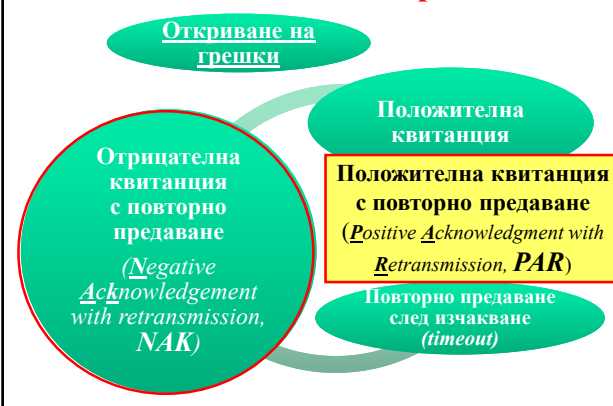 Откриване на
грешки
Положителна
квитанция
Отрицателна
квитанция
с повторно
предаване
(Negative
Acknowledgement
with retransmission,
NAK)
Положителна квитанция
с повторно предаване
(Positive Acknowledgment with
Retransmission, PAR)
Повторно предаване
след изчакване
(timeout)